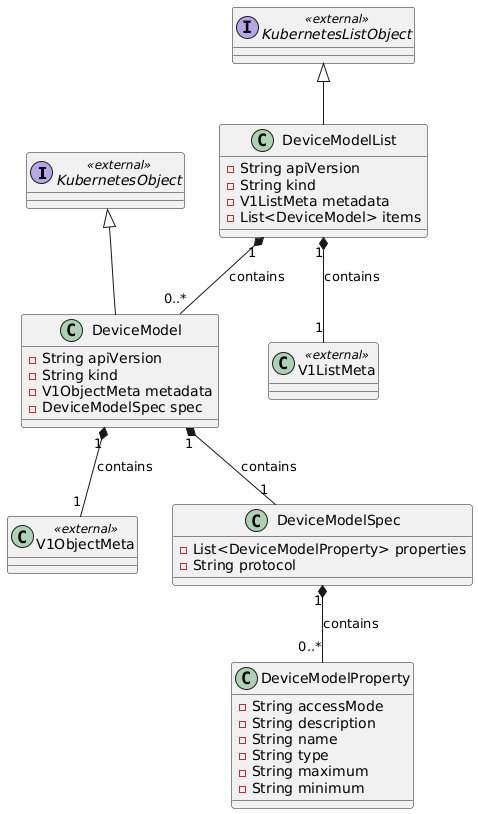 I «external»
KubernetesListObject
C DeviceModelList
String apiVersion
String kind
V1ListMeta metadata
List<DeviceModel> items
I «external»
KubernetesObject
1 1
contains contains
0..*
C DeviceModel
String apiVersion
String kind
V1ObjectMeta metadata
DeviceModelSpec spec
1
C «external»
V1ListMeta
1 1
contains contains
1 1
C «external»
V1ObjectMeta
C DeviceModelSpec
List<DeviceModelProperty> properties
String protocol
1
contains
0..*
C DeviceModelProperty
String accessMode
String description
String name
String type
String maximum
String minimum